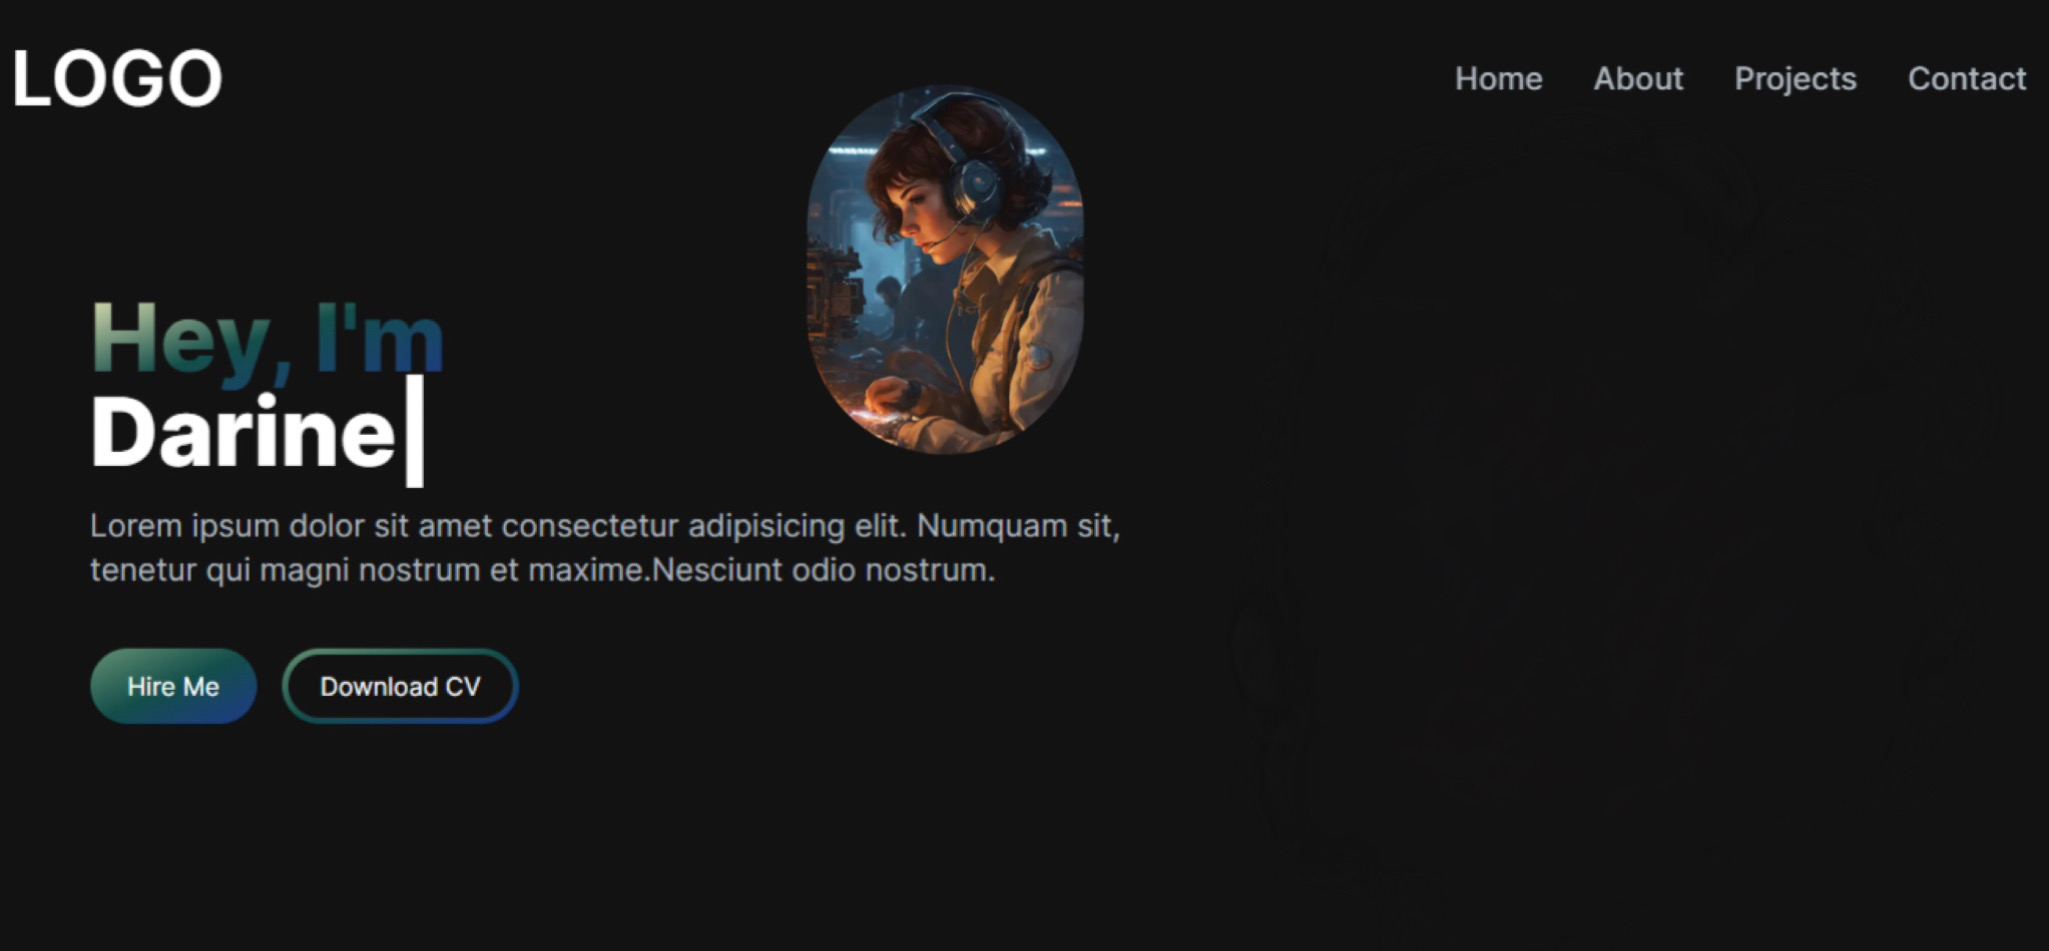 LOGO
Home About Projects Contact
Hey, I'm
Darine|
Lorem ipsum dolor sit amet consectetur adipisicing elit. Numquam sit,
tenetur qui magni nostrum et maxime.Nesciunt odio nostrum.
Hire Me
Download CV